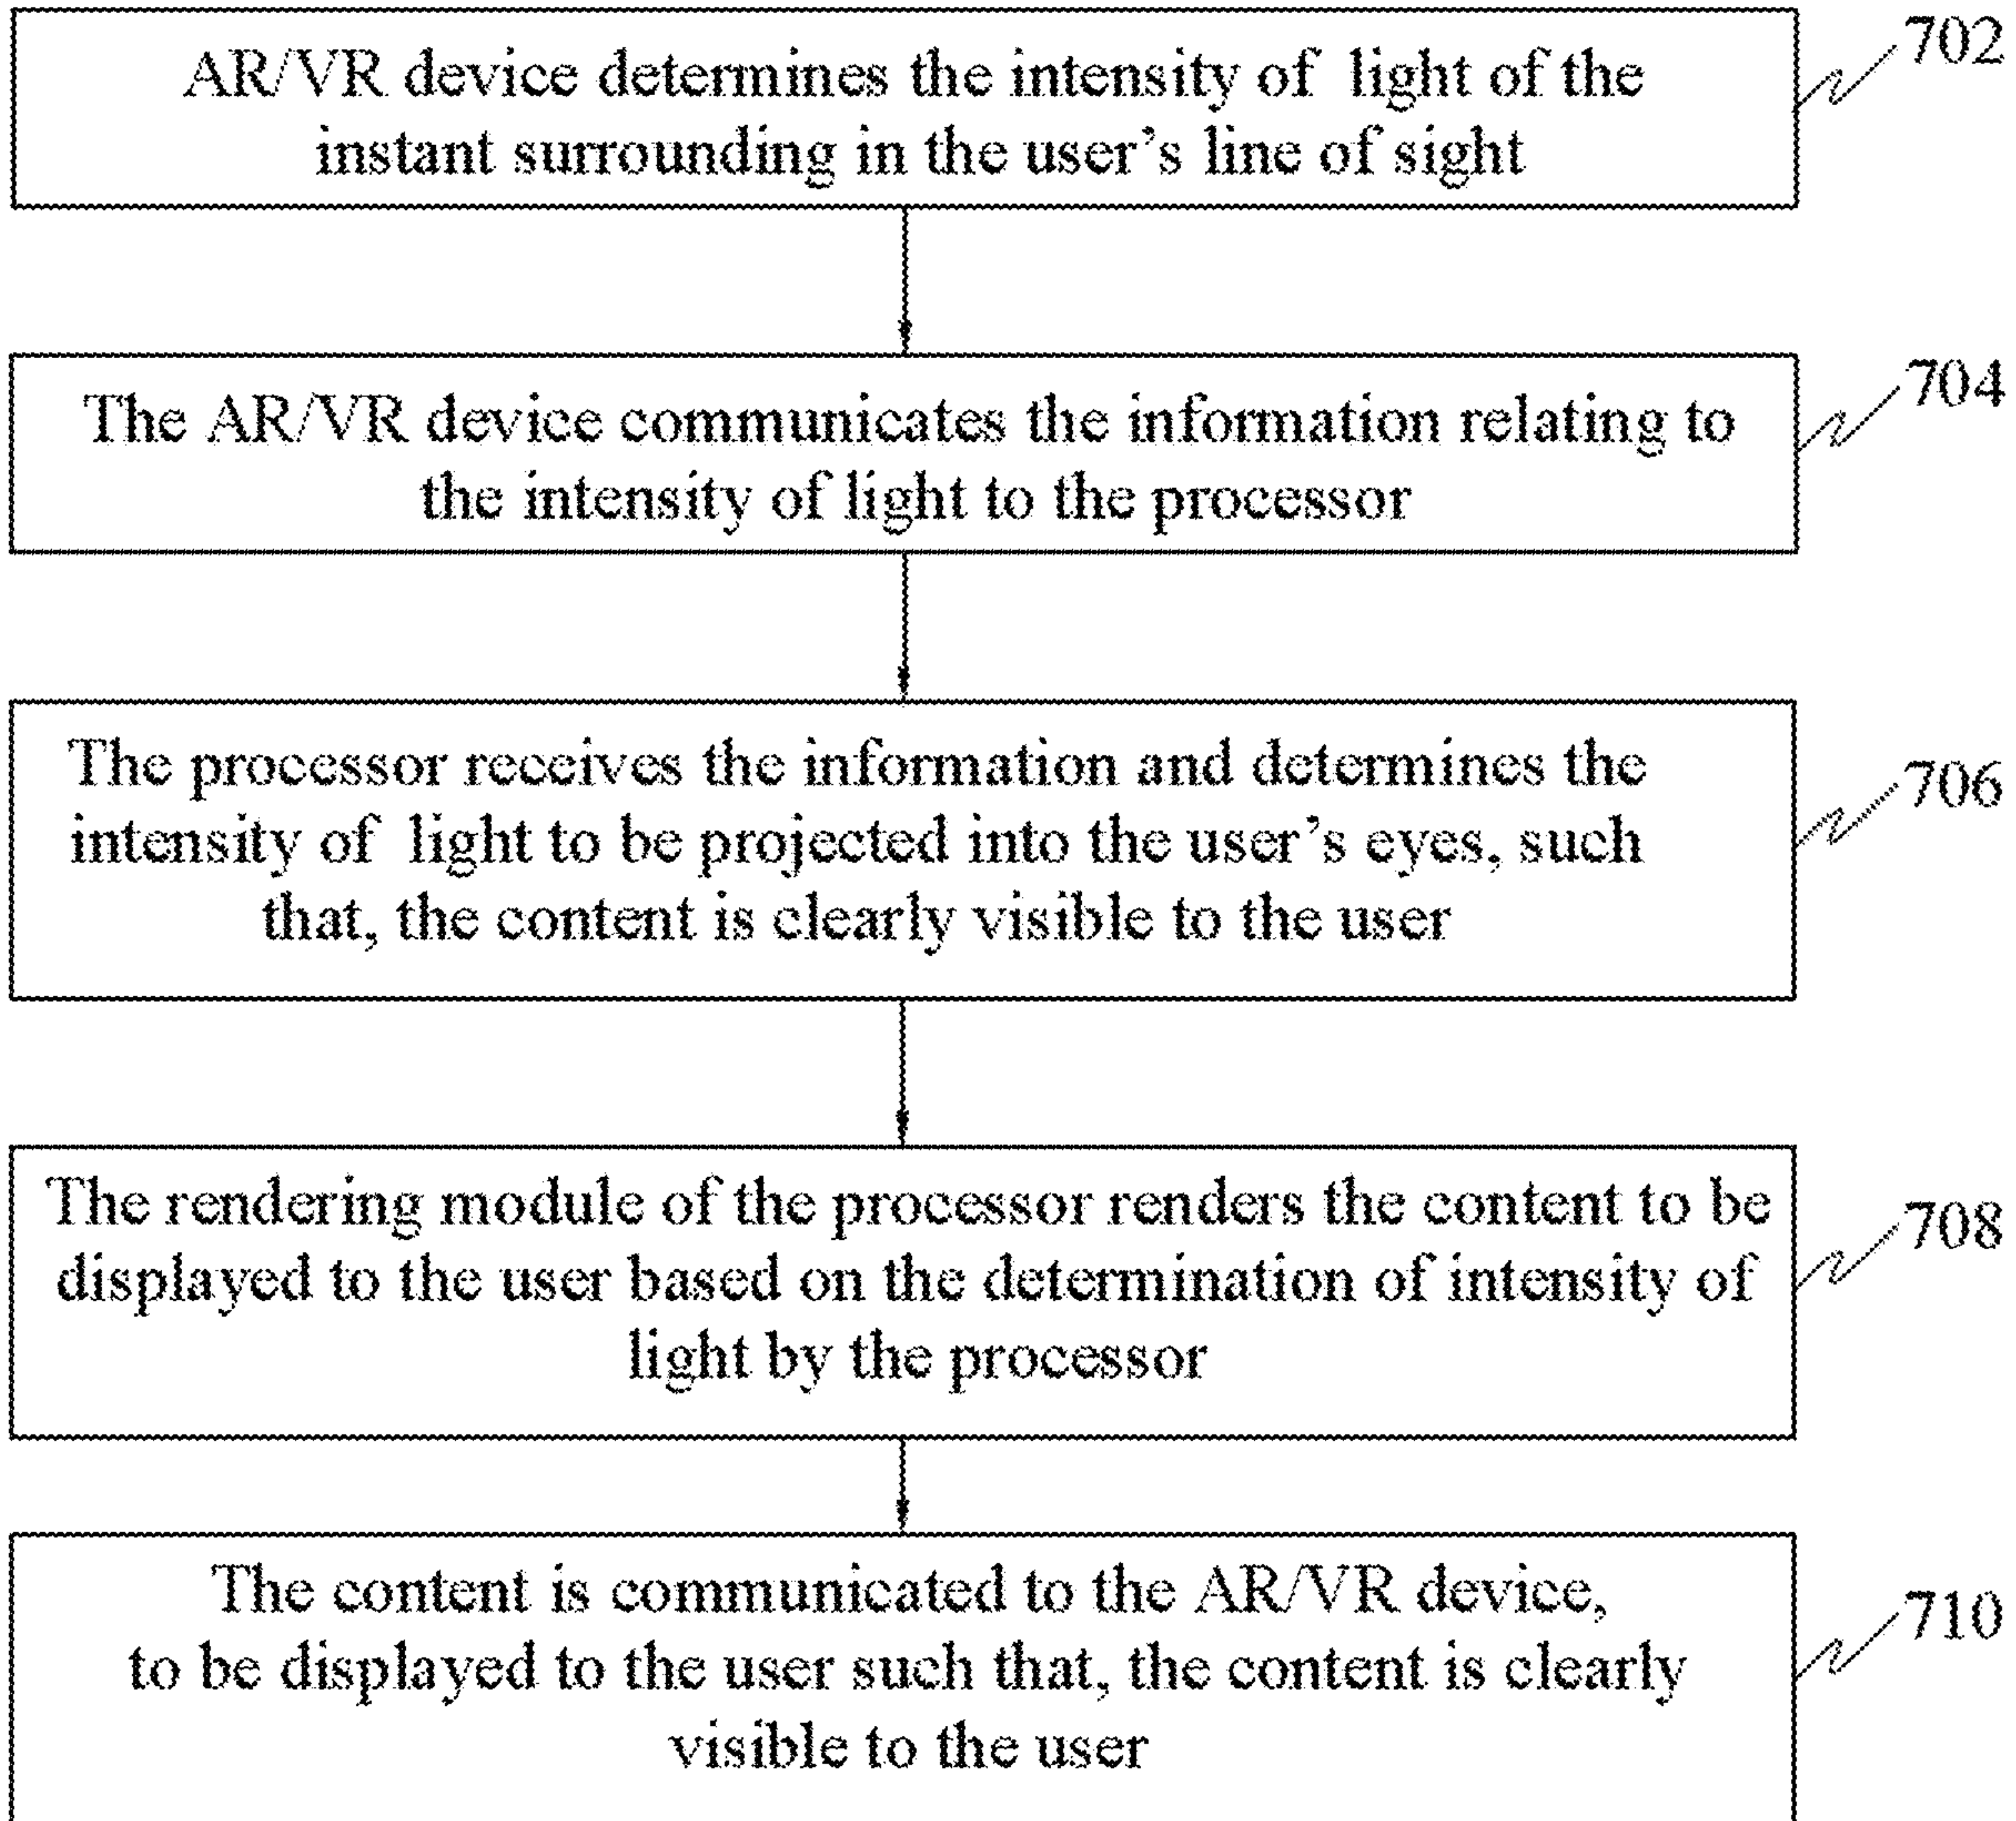 AR/VR device determines the intensity of light of the
instant surrounding in the user's line of sight
702
The AR/VR device communicates the information relating to
the intensity of light to the processor
704
The processor receives the information and determines the
intensity of light to be projected into the user's eyes, such
that, the content is clearly visible to the user
706
The rendering module of the processor renders the content to be
displayed to the user based on the determination of intensity of
light by the processor
708
The content is communicated to the AR/VR device,
to be displayed to the user such that, the content is clearly
visible to the user
710